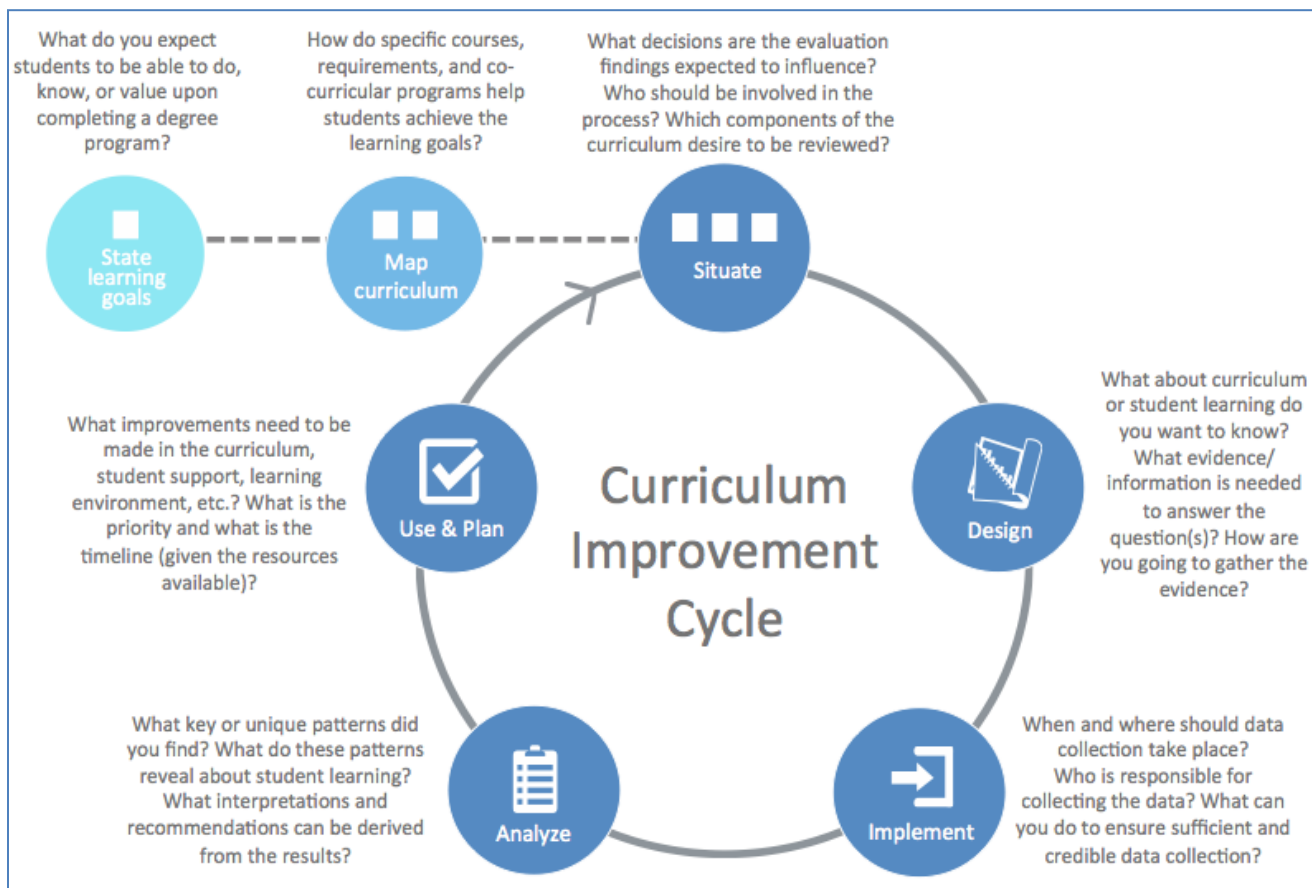 What do you expect
students to be able to do,
know, or value upon
completing a degree
program?
How do specific courses,
requirements, and co-
curricular programs help
students achieve the
learning goals?
What decisions are the evaluation
findings expected to influence?
Who should be involved in the
process? Which components of the
curriculum desire to be reviewed?
State
learning
goals
Map
curriculum
Situate
What about curriculum
or student learning do
you want to know?
What evidence/
information is needed
to answer the
question(s)? How are
you going to gather the
evidence?
Design
What improvements need to be
made in the curriculum,
student support, learning
environment, etc.? What is the
priority and what is the
timeline (given the resources
available)?
Use & Plan
Curriculum
Improvement
Cycle
What key or unique patterns did
you find? What do these patterns
reveal about student learning?
What interpretations and
recommendations can be derived
from the results?
Analyze
Implement
When and where should data
collection take place?
Who is responsible for
collecting the data? What can
you do to ensure sufficient and
credible data collection?